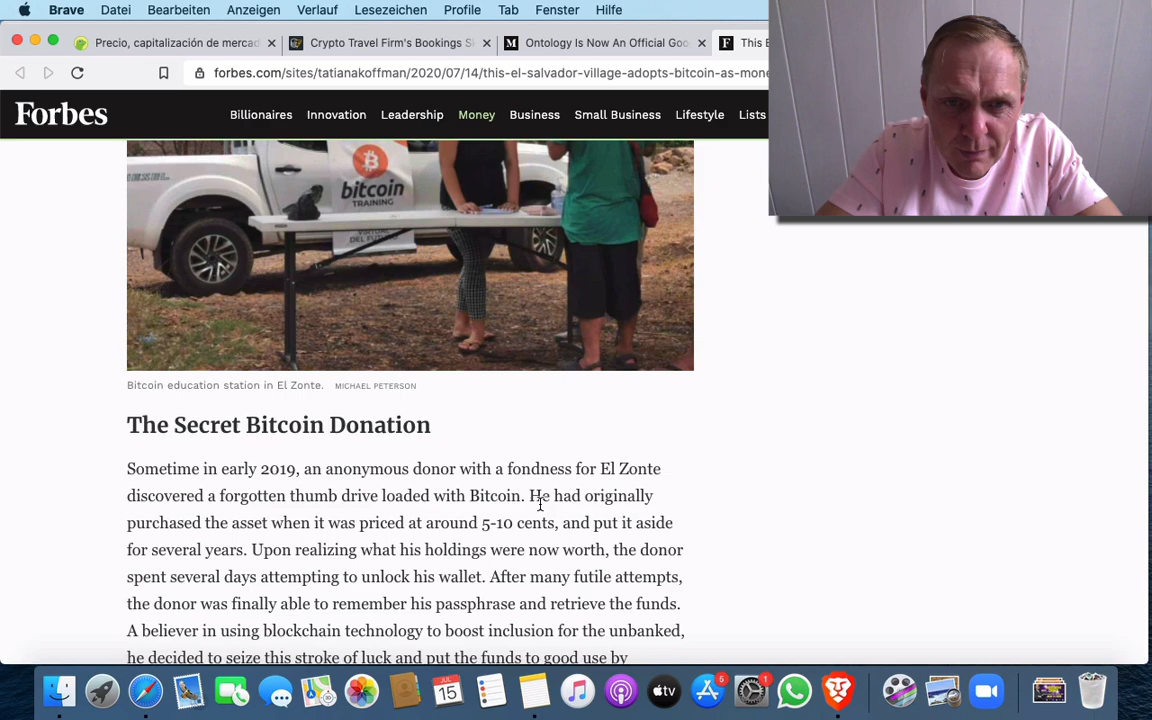 Brave Datei Bearbeiten Anzeigen Verlauf Lesezeichen Profile Tab Fenster Hilfe
Precio, capitalización de mercad
Crypto Travel Firm's Bookings S
Ontology Is Now An Official Goo
This E
forbes.com/sites/tatianakoffman/2020/07/14/this-el-salvador-village-adopts-bitcoin-as-mone
Forbes
Billionaires Innovation Leadership Money Business Small Business Lifestyle Lists
bitcoin
TRAINING
DEL FUTURO
Bitcoin education station in El Zonte. MICHAEL PETERSON
The Secret Bitcoin Donation
Sometime in early 2019, an anonymous donor with a fondness for El Zonte
discovered a forgotten thumb drive loaded with Bitcoin. He had originally
purchased the asset when it was priced at around 5-10 cents, and put it aside
for several years. Upon realizing what his holdings were now worth, the donor
spent several days attempting to unlock his wallet. After many futile attempts,
the donor was finally able to remember his passphrase and retrieve the funds.
A believer in using blockchain technology to boost inclusion for the unbanked,
he decided to seize this stroke of luck and put the funds to good use by
JUL
15
tv
5
1